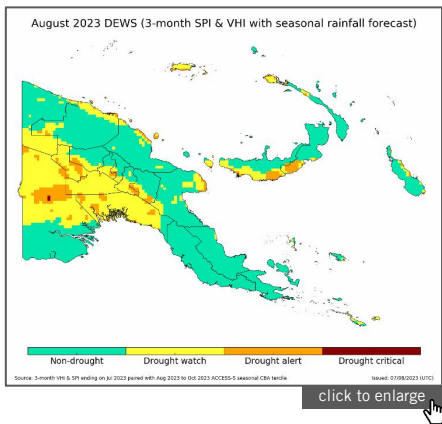 August 2023 DEWS (3-month SPI & VHI with seasonal rainfall forecast)
Non-drought Drought watch Drought alert Drought critical
Source: 3-month VHI & SPI ending on Jul 2023 paired with Aug 2023 to Oct 2023 ACCESS-S seasonal CBA tercile Issued: 07/08/2023 (UTC)
click to enlarge